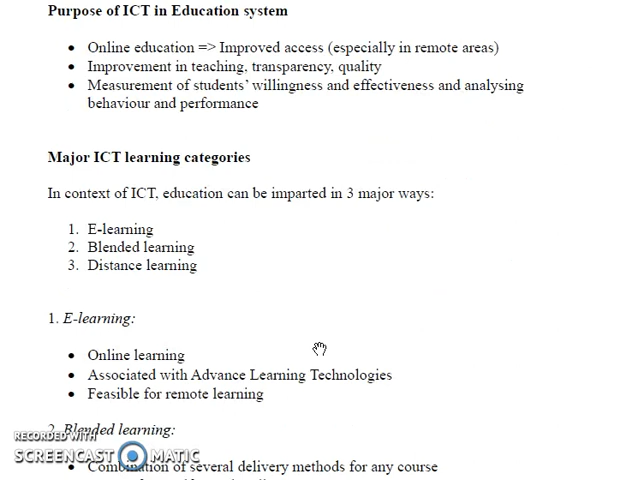 Purpose of ICT in Education system
• Online education => Improved access (especially in remote areas)
• Improvement in teaching, transparency, quality
• Measurement of students' willingness and effectiveness and analysing
behaviour and performance
Major ICT learning categories
In context of ICT, education can be imparted in 3 major ways:
1. E-learning
2. Blended learning
3. Distance learning
1. E-learning:
• Online learning
• Associated with Advance Learning Technologies
• Feasible for remote learning
2. Blended learning:
RECORDED WITH
SCREENCAST MATIC
• Combination of several delivery methods for any course